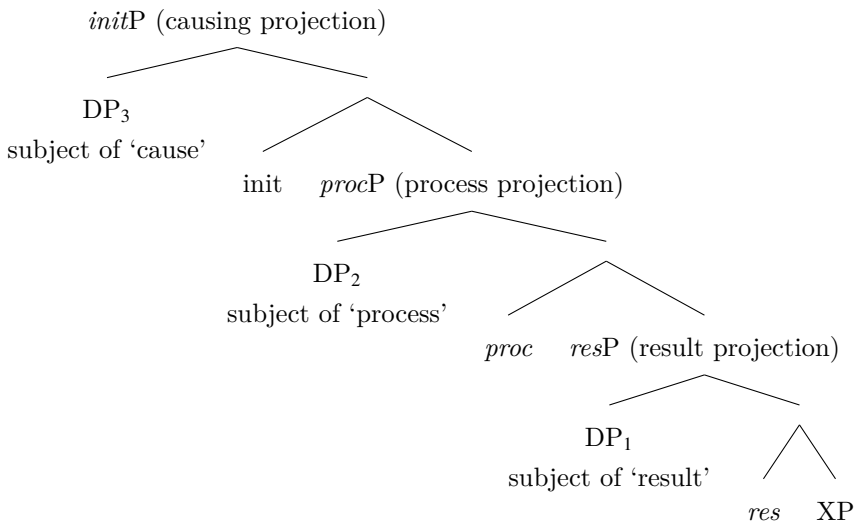 initP (causing projection)
DP₃
subject of ‘cause’
init procP (process projection)
DP₂
subject of ‘process’
proc resP (result projection)
DP₁
subject of ‘result’
res XP